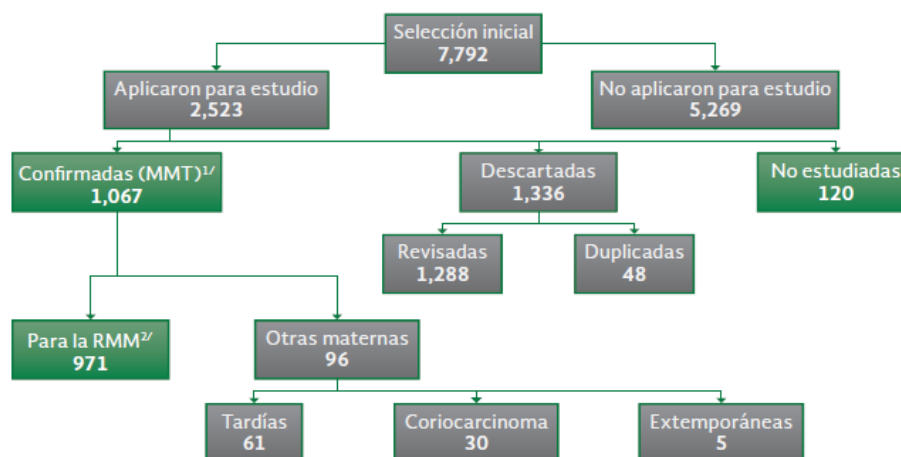 Selección inicial
7,792
Aplicaron para estudio
2,523
No aplicaron para estudio
5,269
Confirmadas (MMT)1/
1,067
Descartadas
1,336
No estudiadas
120
Revisadas
1,288
Duplicadas
48
Para la RMM2/
971
Otras maternas
96
Tardías
61
Coriocarcinoma
30
Extemporáneas
5